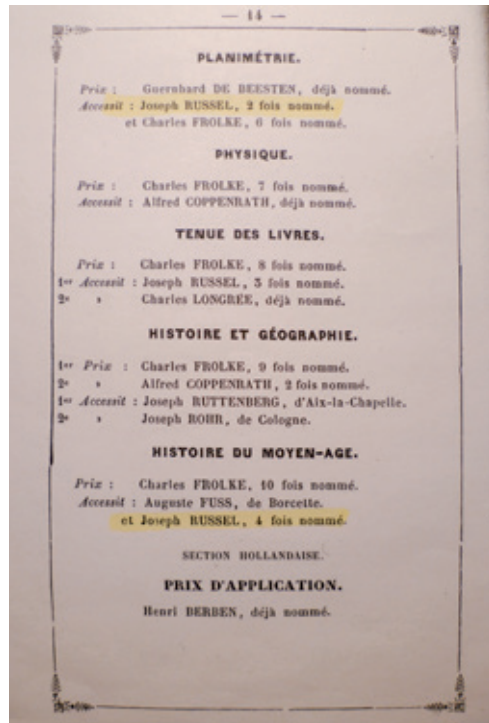 — 14 —
PLANIMÉTRIE.
Prix : Guernhard DE BEESTEN, déjà nommé.
Accessit : Joseph RUSSEL, 2 fois nommé.
et Charles FROLKE, 6 fois nommé.
PHYSIQUE.
Prix : Charles FROLKE, 7 fois nommé.
Accessit : Alfred COPPENRATH, déjà nommé.
TENUE DES LIVRES.
Prix : Charles FROLKE, 8 fois nommé.
1er Accessit : Joseph RUSSEL, 3 fois nommé.
2e » Charles LONGRÉE, déjà nommé.
HISTOIRE ET GÉOGRAPHIE.
1er Prix : Charles FROLKE, 9 fois nommé.
2e » Alfred COPPENRATH, 2 fois nommé.
1er Accessit : Joseph RUTTENBERG, d'Aix-la-Chapelle.
2e » Joseph ROHR, de Cologne.
HISTOIRE DU MOYEN-AGE.
Prix : Charles FROLKE, 10 fois nommé.
Accessit : Auguste FUSS, de Borcette.
et Joseph RUSSEL, 4 fois nommé.
SECTION HOLLANDAISE.
PRIX D'APPLICATION.
Henri BERBEN, déjà nommé.